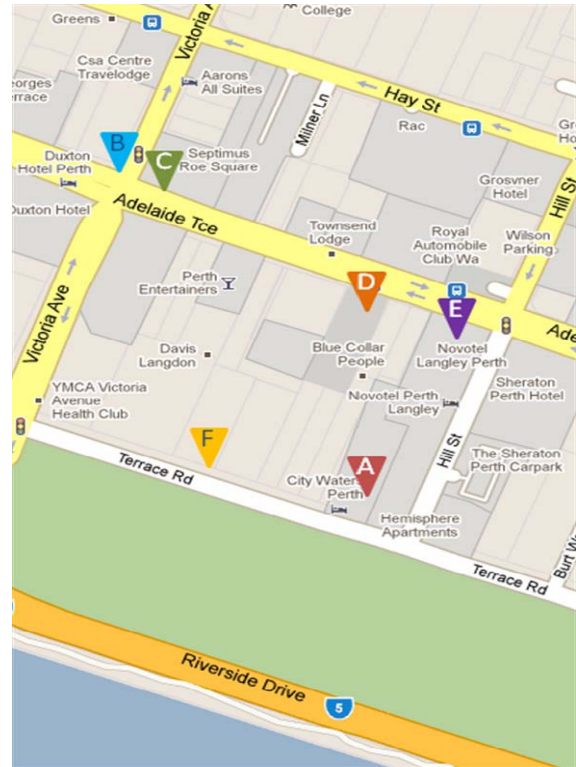 College
Greens
Victoria A
Csa Centre
Travelodge
Aarons
All Suites
eorges
errace
Hay St
Milner Ln
Rac
Gro
Ho
B
C
Duxton
Hotel Perth
Septimus
Roe Square
Grosvner
Hotel
Hill St
Duxton Hotel
Adelaide Tce
Townsend
Lodge
Royal
Automobile
Club Wa
Wilson
Parking
Perth
Entertainers
D
E
Ade
Victoria Ave
Davis
Langdon
Blue Collar
People
Novotel
Langley Perth
YMCA Victoria
Avenue
Health Club
Novotel Perth
Langley
Sheraton
Perth Hotel
F
A
Hill St
Terrace Rd
City Waters
Perth
The Sheraton
Perth Carpark
Hemisphere
Apartments
Terrace Rd
Burt W
Riverside Drive
5